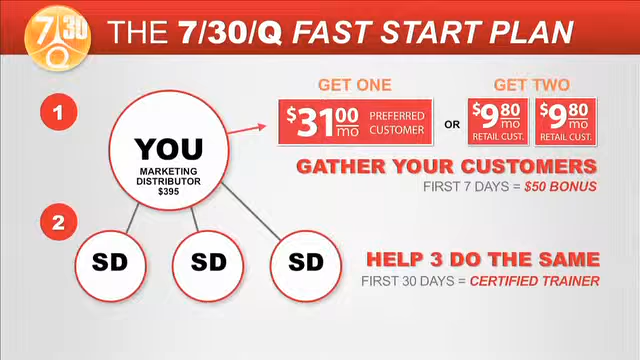 7 30
Q
THE 7/30/Q FAST START PLAN
GET ONE
GET TWO
1
$31 00 mo PREFERRED CUSTOMER
OR
$9 80 mo RETAIL CUST.
$9 80 mo RETAIL CUST.
YOU
MARKETING
DISTRIBUTOR
$395
GATHER YOUR CUSTOMERS
FIRST 7 DAYS = $50 BONUS
2
SD
SD
SD
HELP 3 DO THE SAME
FIRST 30 DAYS = CERTIFIED TRAINER